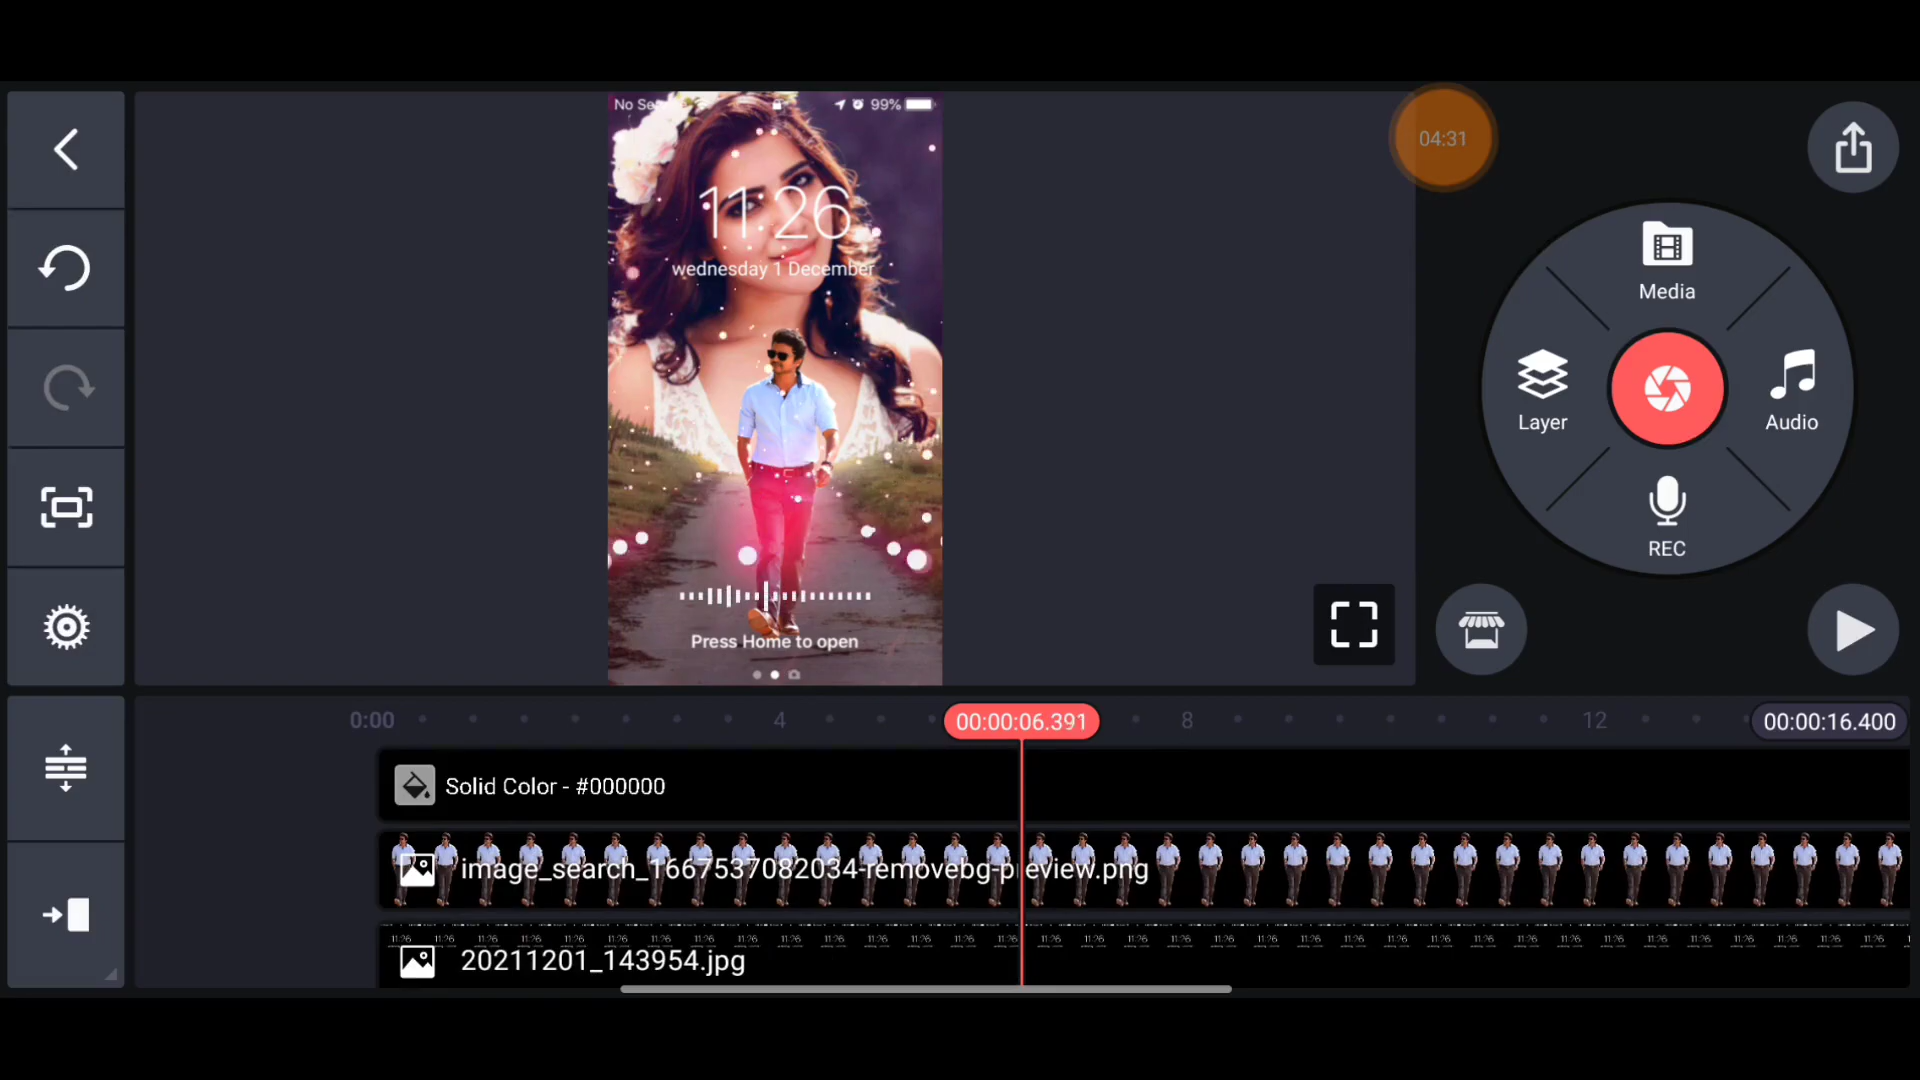 No Se
99%
04:31
11:26
wednesday 1 December
Media
Layer
Audio
REC
Press Home to open
0:00
4
00:00:06.391
8
12
00:00:16.400
Solid Color - #000000
image_search_1667537082034-removebg-preview.png
20211201_143954.jpg